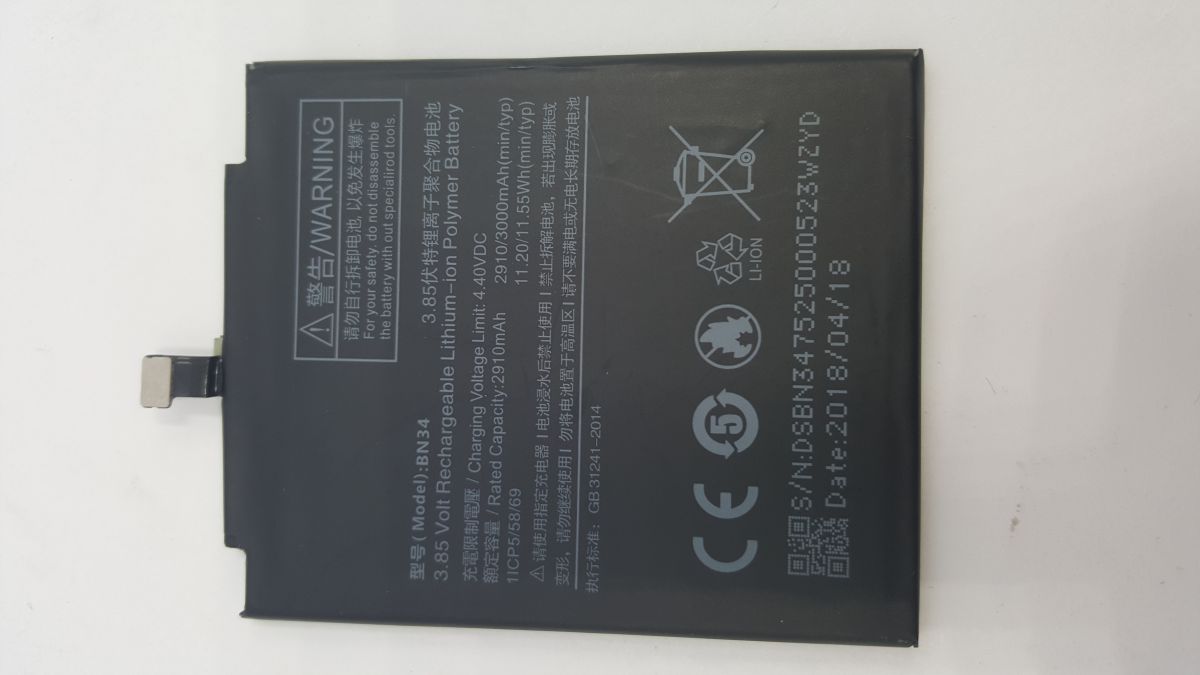 警告/WARNING
请勿自行拆卸电池, 以免发生爆炸
For your safety, do not disassemble
the battery with out specialirod tools.
型号(Model):BN34
3.85伏特锂离子聚合物电池
3.85 Volt Rechargeable Lithium-ion Polymer Battery
充電限制電壓 / Charging Voltage Limit: 4.40VDC
額定容量 / Rated Capacity:2910mAh 2910/3000mAh(min/typ)
1ICP5/58/69 11.20/11.55Wh(min/typ)
⚠ 请使用指定充电器 | 电池浸水后禁止使用 | 禁止拆解电池，若出现膨胀或
变形，请勿继续使用 | 勿将电池置于高温区 | 请不要满电或无电长期存放电池
执行标准：GB 31241-2014
CE
5
LI-ION
S/N:DSBN347525000523WZYD
Date:2018/04/18